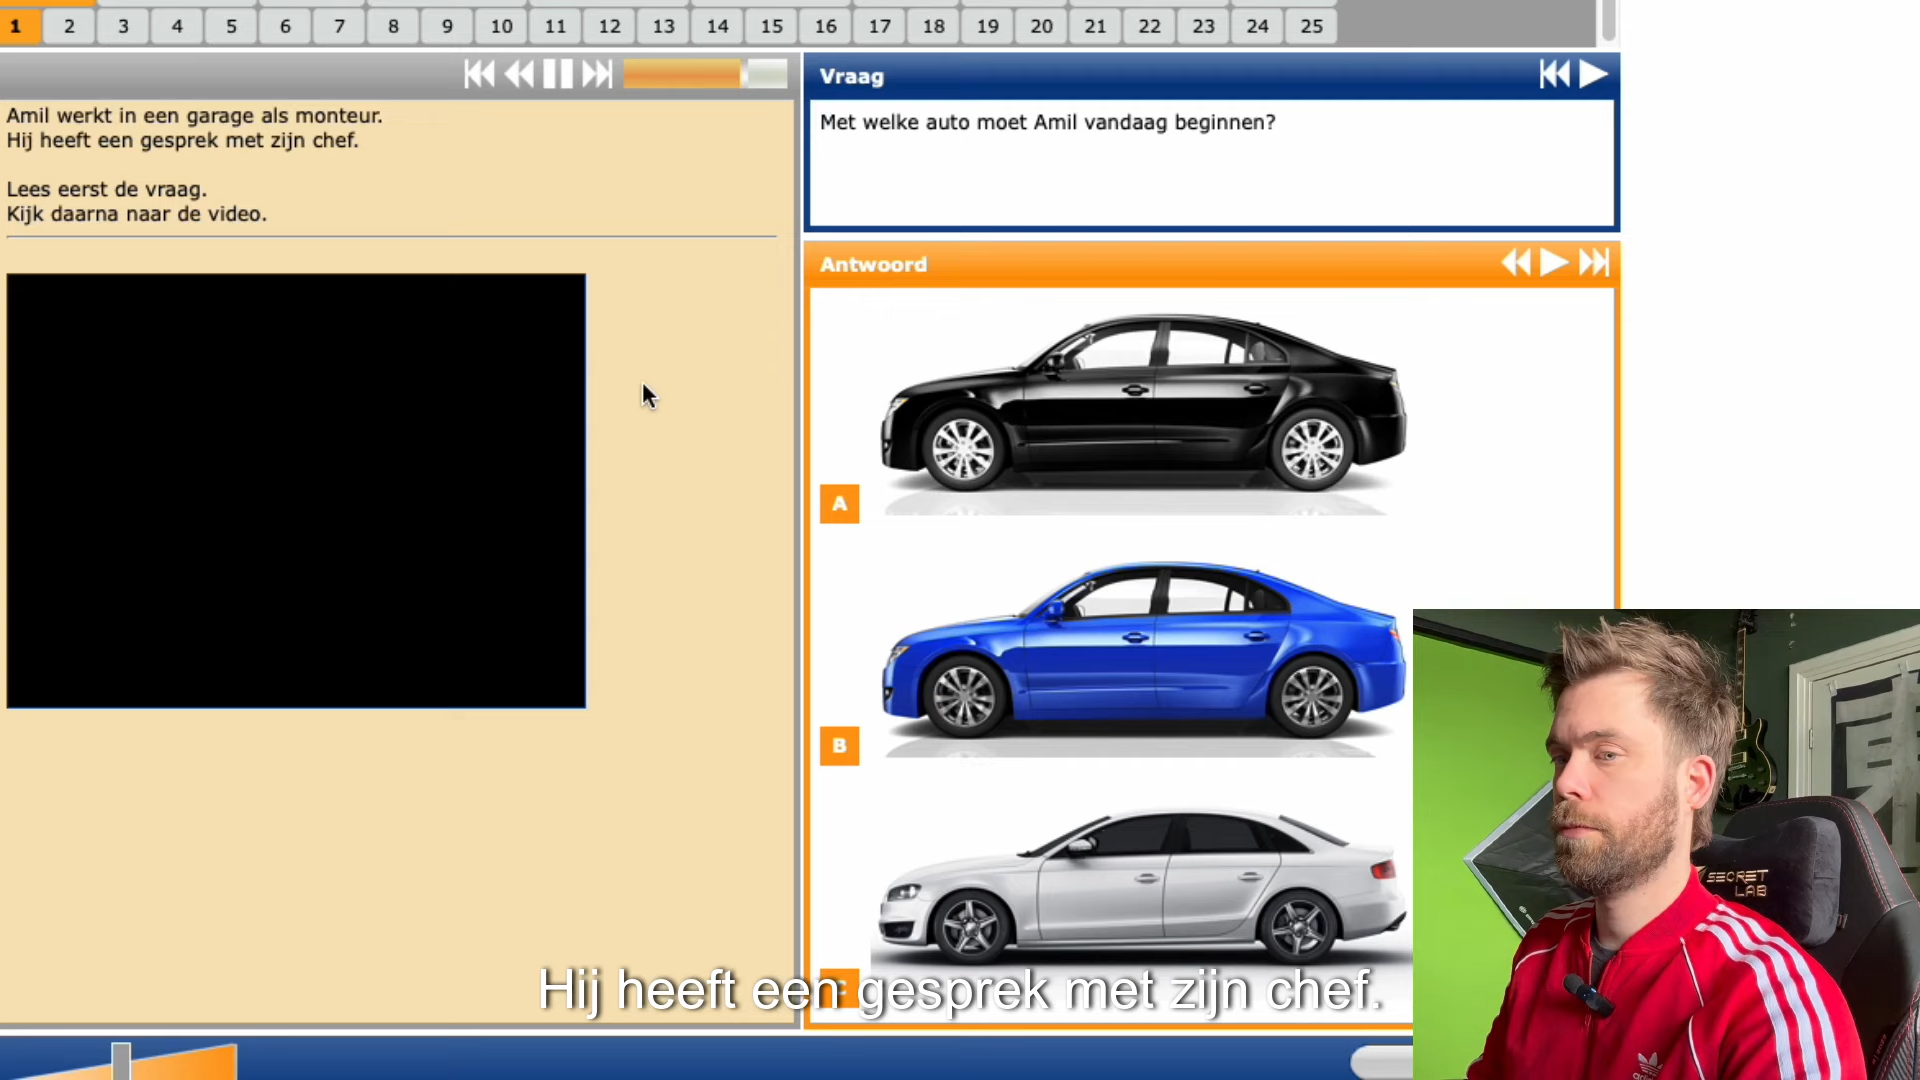 1 2 3 4 5 6 7 8 9 10 11 12 13 14 15 16 17 18 19 20 21 22 23 24 25
Amil werkt in een garage als monteur.
Hij heeft een gesprek met zijn chef.
Lees eerst de vraag.
Kijk daarna naar de video.
Vraag
Met welke auto moet Amil vandaag beginnen?
Antwoord
A
B
C
SECRET
LAB
Hij heeft een gesprek met zijn chef.